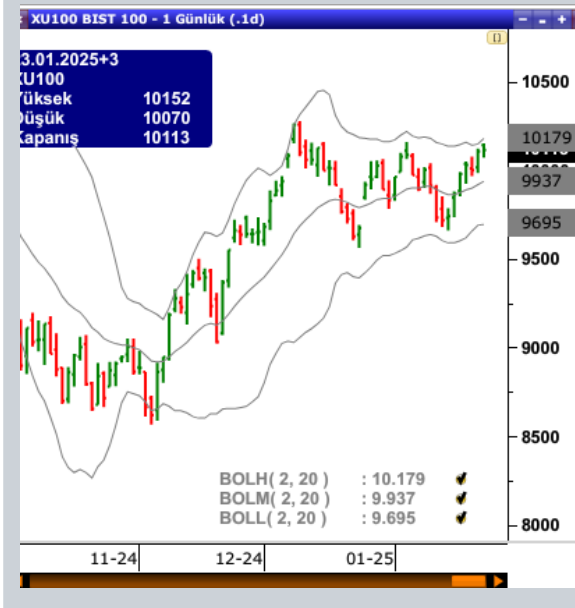 XU100 BIST 100 - 1 Günlük (.1d)
3.01.2025+3
XU100
Yüksek 10152
Düşük 10070
Kapanış 10113
10500
10179
9937
9695
9500
9000
8500
8000
BOLH( 2, 20 ) : 10.179
BOLM( 2, 20 ) : 9.937
BOLL( 2, 20 ) : 9.695
11-24 12-24 01-25